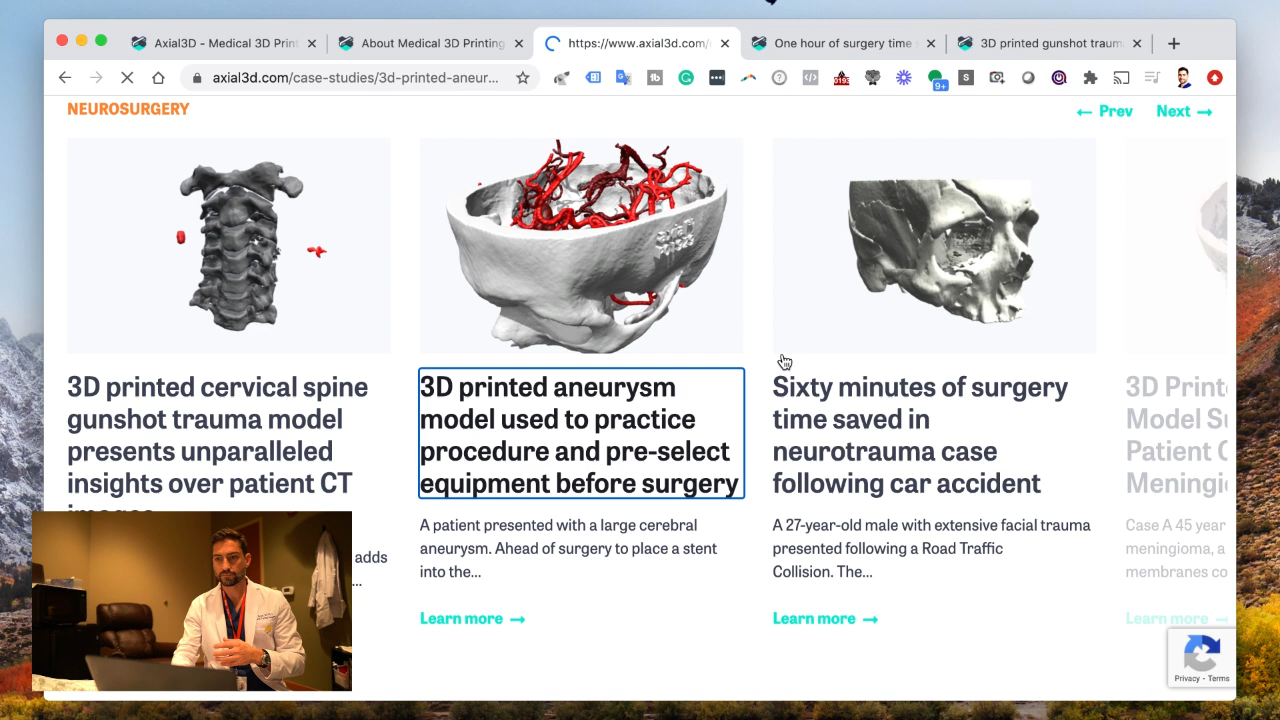 Axial3D - Medical 3D Print
About Medical 3D Printing
https://www.axial3d.com/
One hour of surgery time
3D printed gunshot traum
axial3d.com/case-studies/3d-printed-aneur...
9+
NEUROSURGERY
← Prev
Next →
3D printed cervical spine
gunshot trauma model
presents unparalleled
insights over patient CT
images
adds
...
3D printed aneurysm
model used to practice
procedure and pre-select
equipment before surgery
A patient presented with a large cerebral
aneurysm. Ahead of surgery to place a stent
into the...
Learn more →
Sixty minutes of surgery
time saved in
neurotrauma case
following car accident
A 27-year-old male with extensive facial trauma
presented following a Road Traffic
Collision. The...
Learn more →
3D Print
Model Su
Patient
Meningi
Case A 45 year
meningioma, a
membranes co
Learn more →
Privacy - Terms